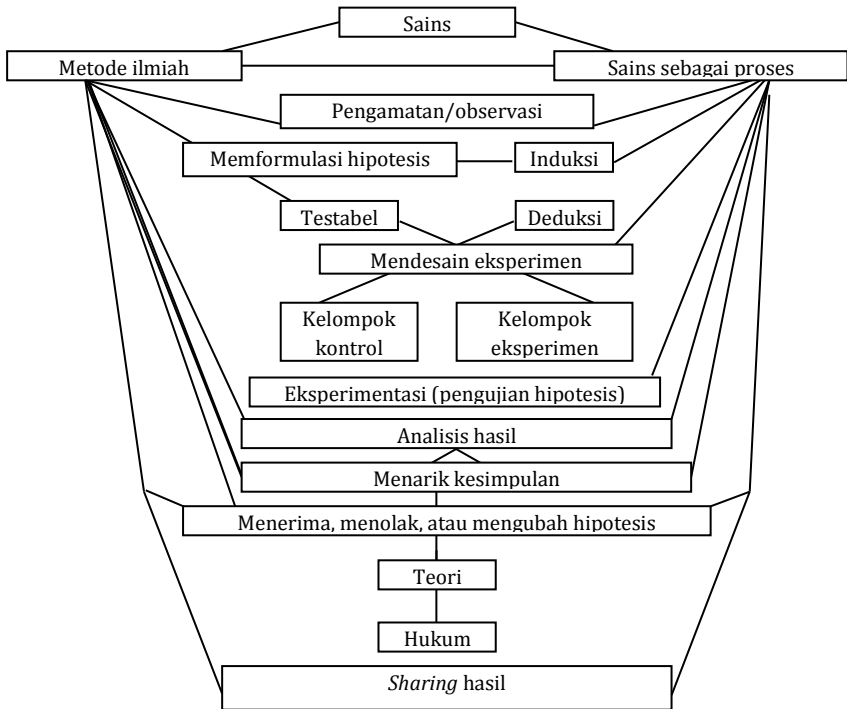 Sains
Metode ilmiah
Sains sebagai proses
Pengamatan/observasi
Memformulasi hipotesis
Induksi
Testabel
Deduksi
Mendesain eksperimen
Kelompok
kontrol
Kelompok
eksperimen
Eksperimentasi (pengujian hipotesis)
Analisis hasil
Menarik kesimpulan
Menerima, menolak, atau mengubah hipotesis
Teori
Hukum
Sharing hasil